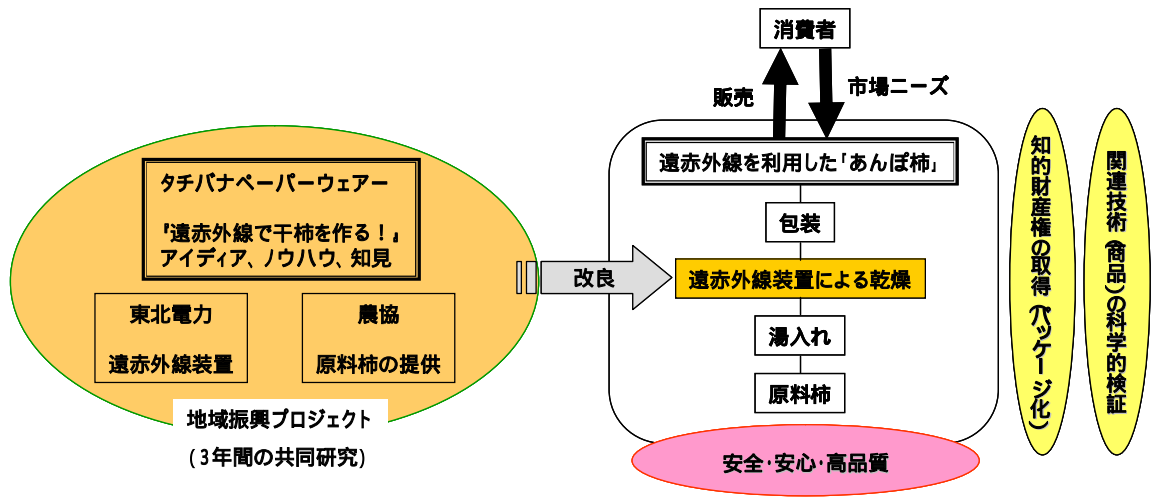 タチバナペーパーウェアー
『遠赤外線で干柿を作る！』
アイディア、ノウハウ、知見
東北電力
遠赤外線装置
農協
原料柿の提供
地域振興プロジェクト
(3年間の共同研究)
改良
消費者
販売
市場ニーズ
遠赤外線を利用した「あんぽ柿」
包装
遠赤外線装置による乾燥
湯入れ
原料柿
安全・安心・高品質
知的財産権の取得(パッケージ化)
関連技術(商品)の科学的検証